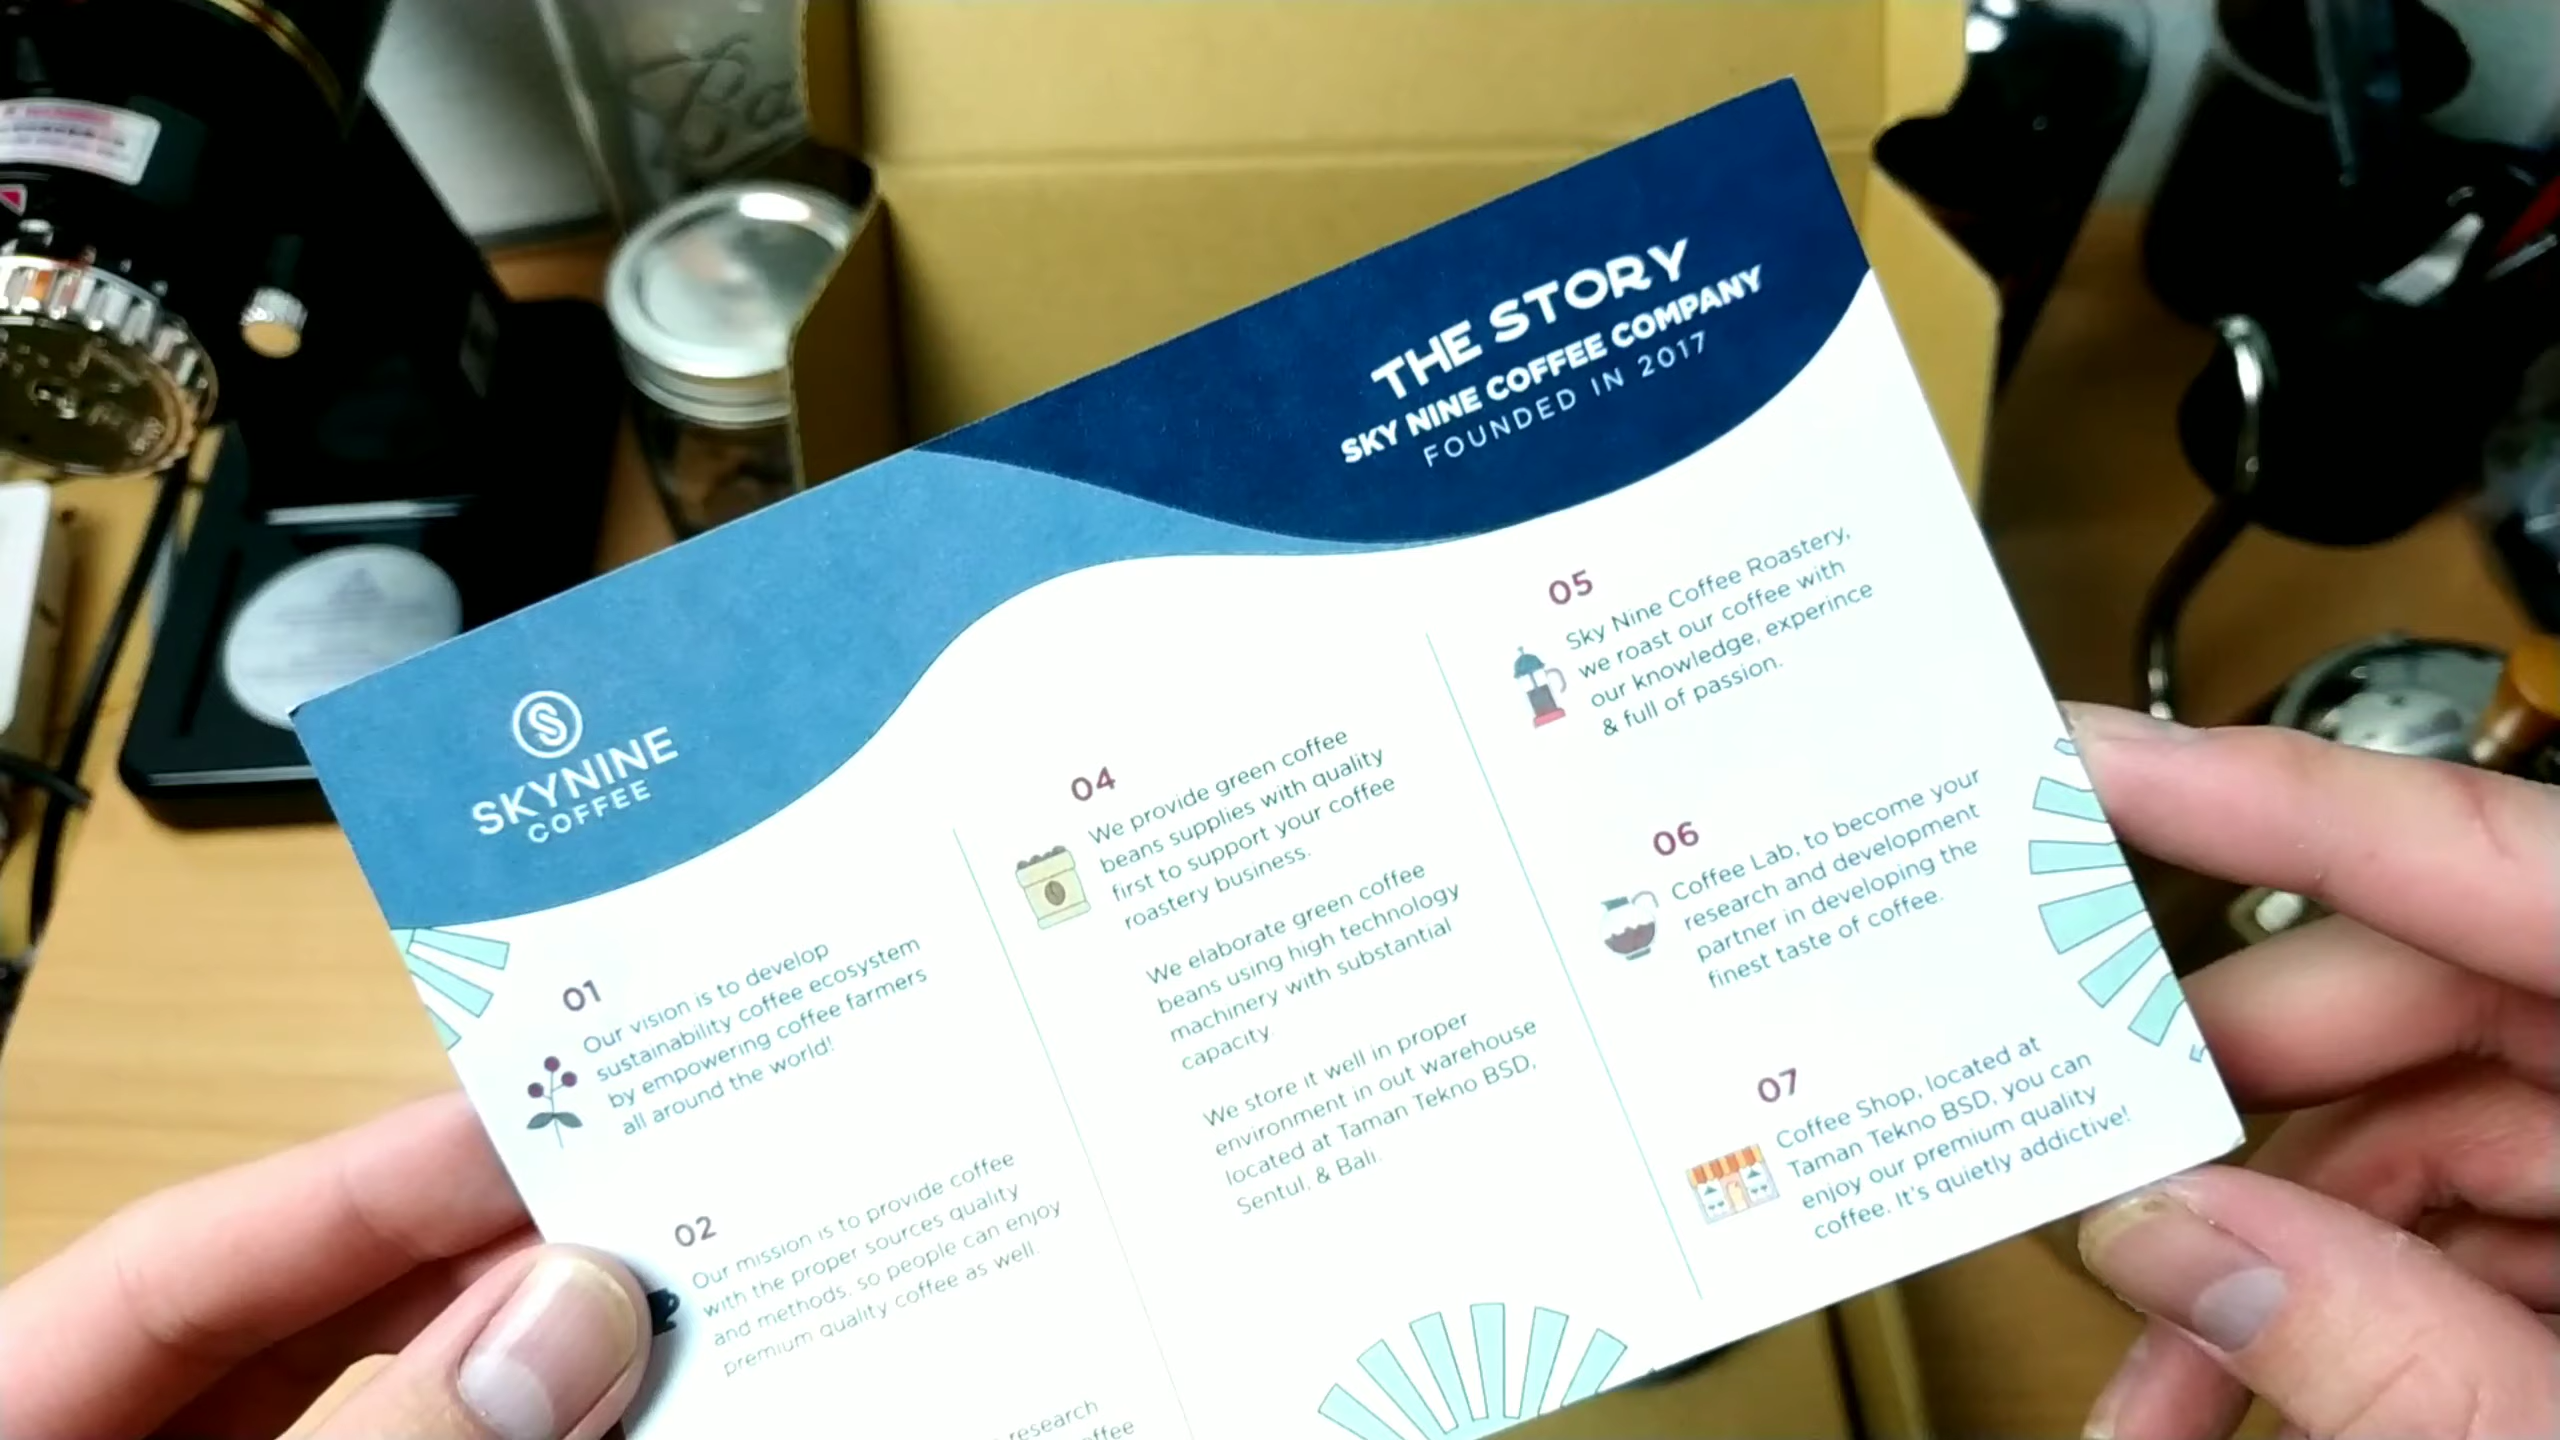 THE STORY
SKY NINE COFFEE COMPANY
FOUNDED IN 2017
SKYNINE
COFFEE
01
Our vision is to develop
sustainability coffee ecosystem
by empowering coffee farmers
all around the world!
02
Our mission is to provide coffee
with the proper sources quality
and methods, so people can enjoy
premium quality coffee as well.
research
04
We provide green coffee
beans supplies with quality
first to support your coffee
roastery business.
We elaborate green coffee
beans using high technology
machinery with substantial
capacity
We store it well in proper
environment in out warehouse
located at Taman Tekno BSD,
Sentul, & Bali.
05
Sky Nine Coffee Roastery,
we roast our coffee with
our knowledge, experince
& full of passion.
06
Coffee Lab, to become your
research and development
partner in developing the
finest taste of coffee.
07
Coffee Shop, located at
Taman Tekno BSD, you can
enjoy our premium quality
coffee. It's quietly addictive!